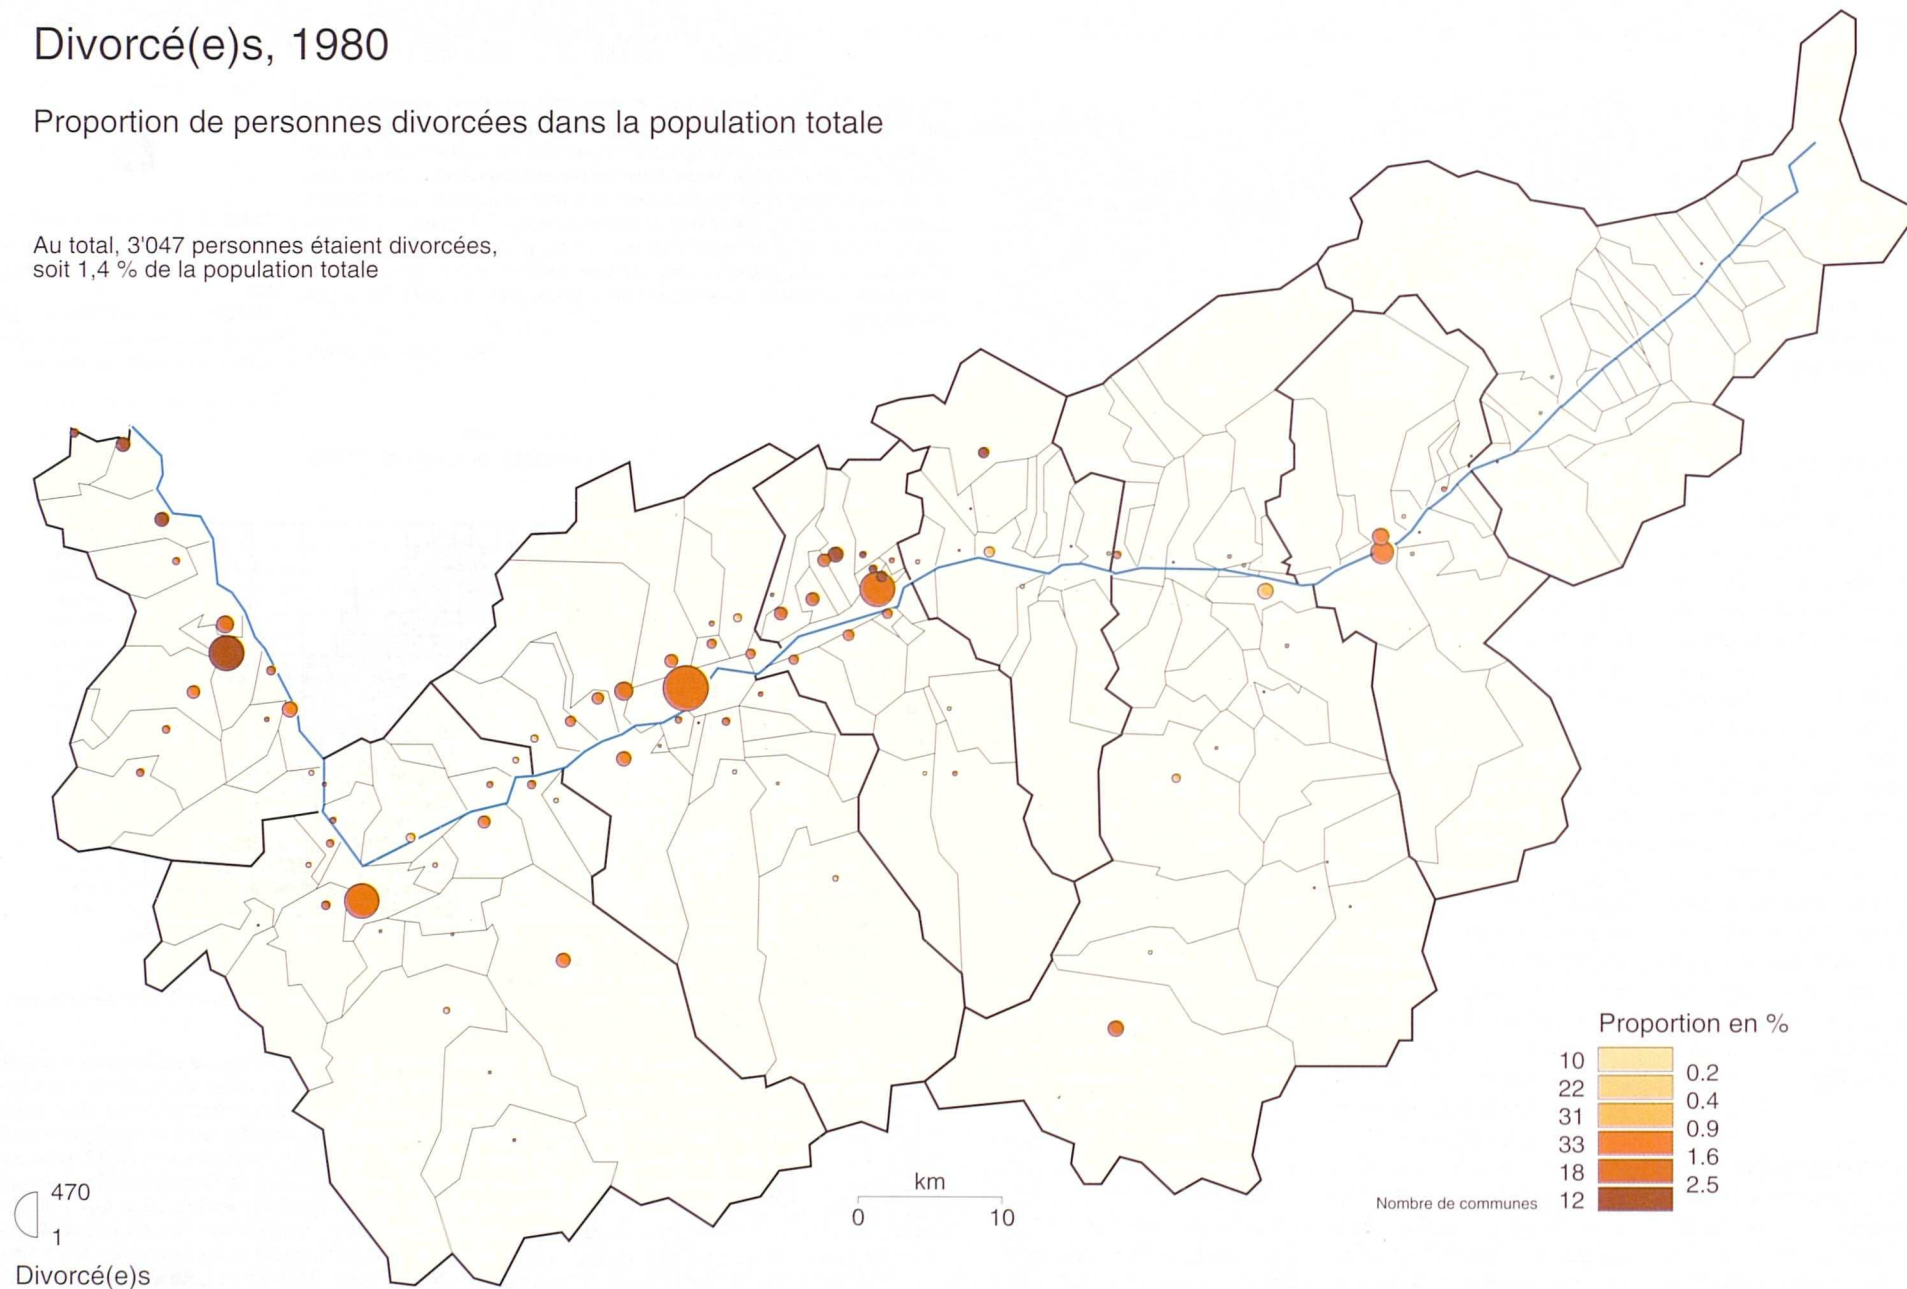 Divorcé(e)s, 1980
Proportion de personnes divorcées dans la population totale
Au total, 3'047 personnes étaient divorcées,
soit 1,4 % de la population totale
Proportion en %
10
0.2
22
0.4
31
0.9
33
1.6
18
2.5
Nombre de communes 12
km
0 10
470
1
Divorcé(e)s